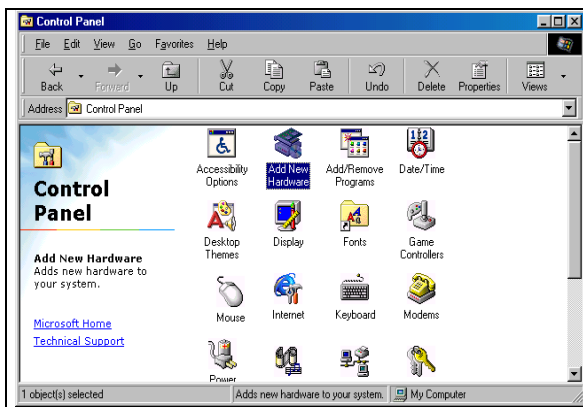 Control Panel
File Edit View Go Favorites Help
Back Forward Up Cut Copy Paste Undo Delete Properties Views
Address Control Panel
Control
Panel
Add New Hardware
Adds new hardware to
your system.
Microsoft Home
Technical Support
Accessibility
Options
Add New
Hardware
Add/Remove
Programs
Date/Time
Desktop
Themes
Display
Fonts
Game
Controllers
Mouse
Internet
Keyboard
Modems
Power
1 object(s) selected
Adds new hardware to your system.
My Computer